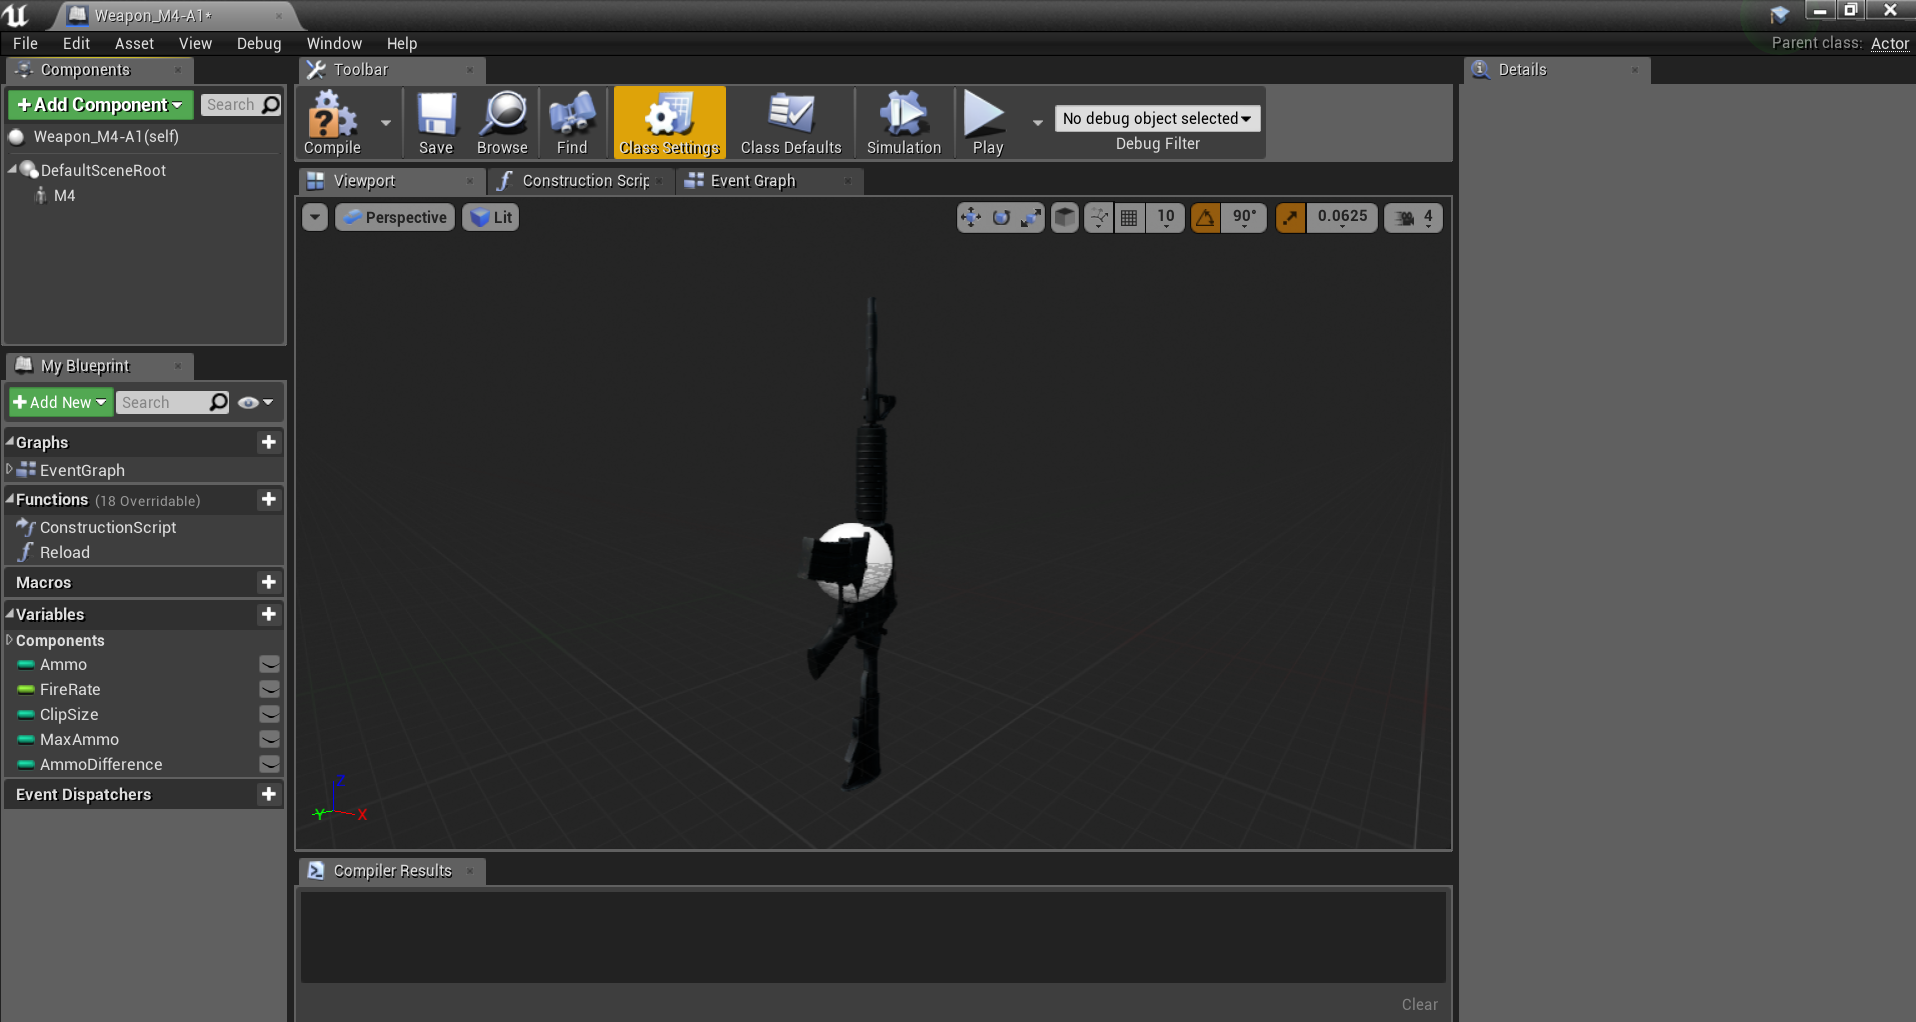 Weapon_M4-A1*
File Edit Asset View Debug Window Help
Parent class: Actor
Components
Add Component
Search
Weapon_M4-A1(self)
DefaultSceneRoot
M4
My Blueprint
Add New
Search
Graphs
EventGraph
Functions (18 Overridable)
ConstructionScript
Reload
Macros
Variables
Components
Ammo
FireRate
ClipSize
MaxAmmo
AmmoDifference
Event Dispatchers
Toolbar
Compile
Save
Browse
Find
Class Settings
Class Defaults
Simulation
Play
No debug object selected
Debug Filter
Viewport
Construction Scrip
Event Graph
Perspective
Lit
10
90°
0.0625
4
Z
Y
X
Compiler Results
Clear
Details